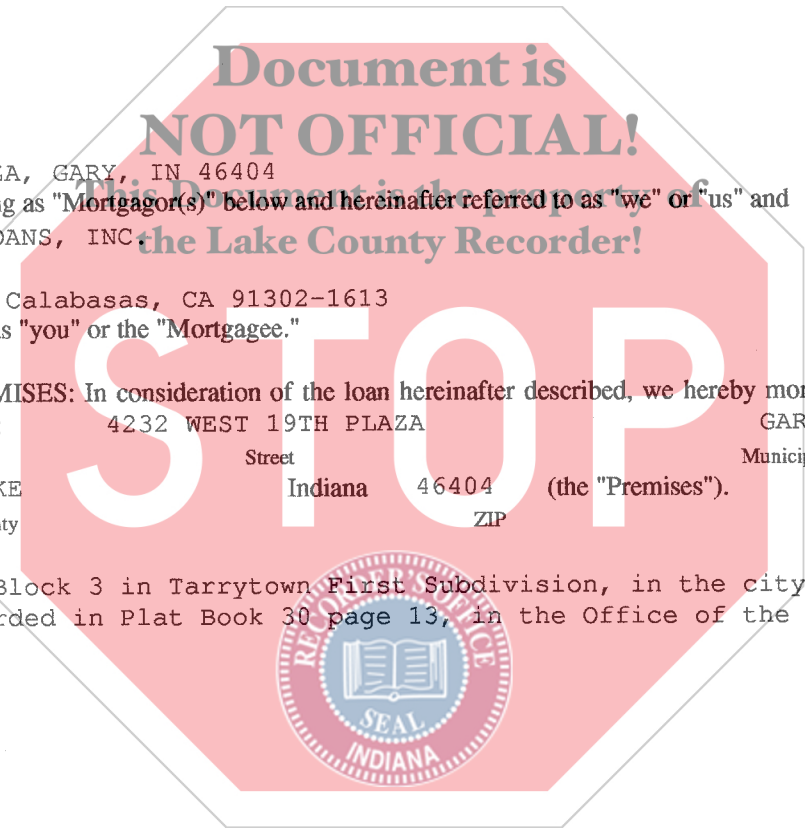 Document is
NOT OFFICIAL!
ZA, GARY, IN 46404
This Document is the property of
g as "Mortgagor(s)" below and hereinafter referred to as "we" or "us" and
OANS, INC.
the Lake County Recorder!
Calabasas, CA 91302-1613
s "you" or the "Mortgagee."
STOP
MISES: In consideration of the loan hereinafter described, we hereby mor
4232 WEST 19TH PLAZA GAR
Street Municip
KE Indiana 46404 (the "Premises").
ty ZIP
Block 3 in Tarrytown First Subdivision, in the city
rded in Plat Book 30 page 13, in the Office of the
RECORDER'S OFFICE
SEAL
INDIANA